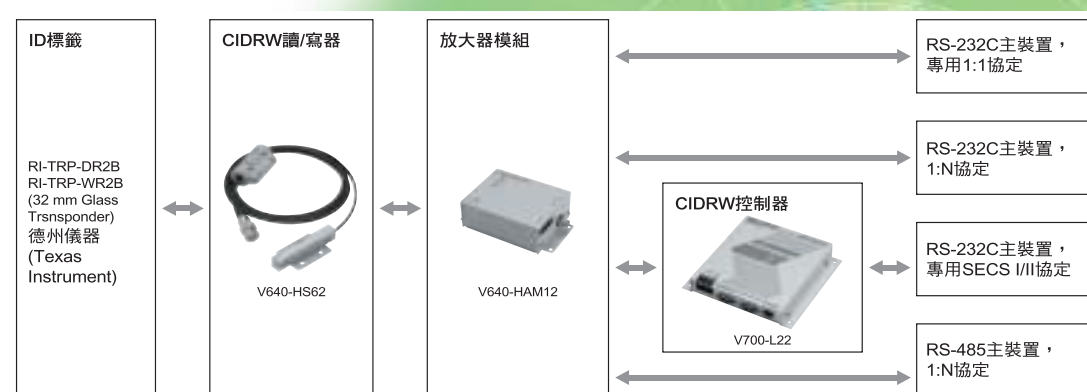 ID標籤
RI-TRP-DR2B
RI-TRP-WR2B
(32 mm Glass
Trsnsponder)
德州儀器
(Texas
Instrument)
CIDRW讀/寫器
V640-HS62
放大器模組
V640-HAM12
CIDRW控制器
V700-L22
RS-232C主裝置，
專用1:1協定
RS-232C主裝置，
1:N協定
RS-232C主裝置，
專用SECS I/II協定
RS-485主裝置，
1:N協定